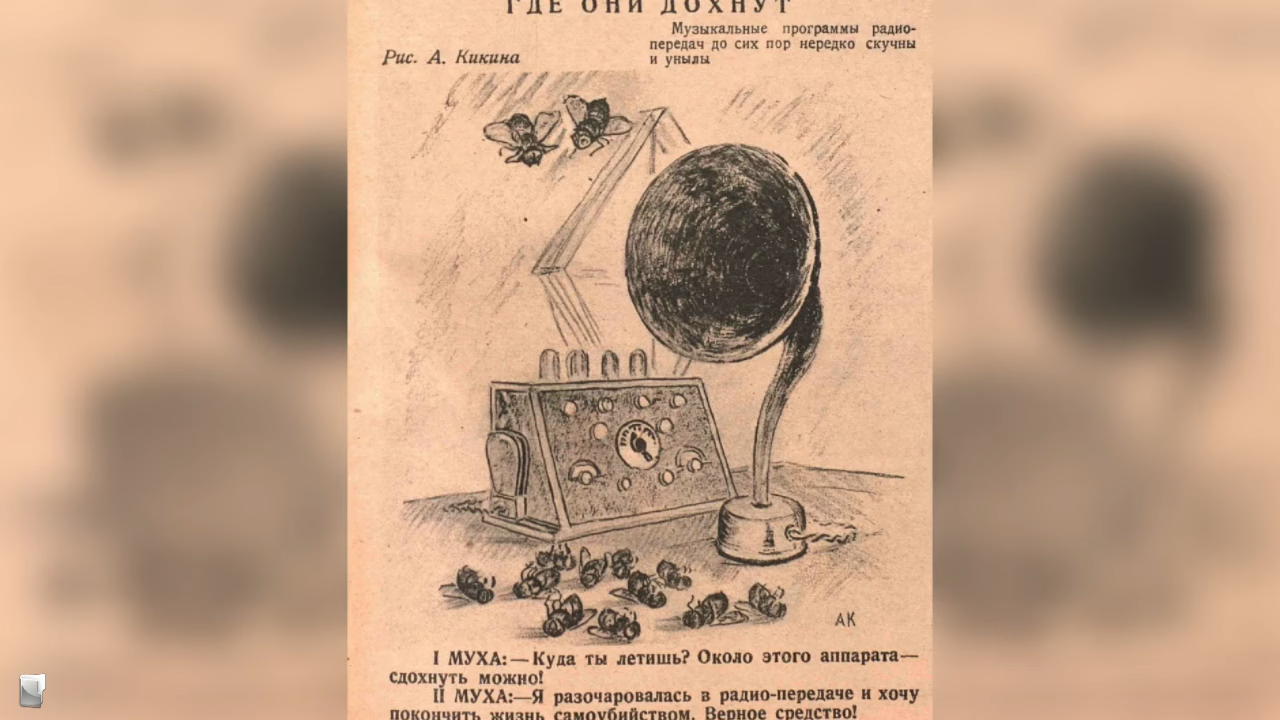 ГДЕ ОНИ ДОХНУТ
Музыкальные программы радио-
передач до сих пор нередко скучны
и унылы
Рис. А. Кикина
АК
I МУХА: — Куда ты летишь? Около этого аппарата—
сдохнуть можно!
II МУХА:—Я разочаровалась в радио-передаче и хочу
покончить жизнь самоубийством. Верное средство!